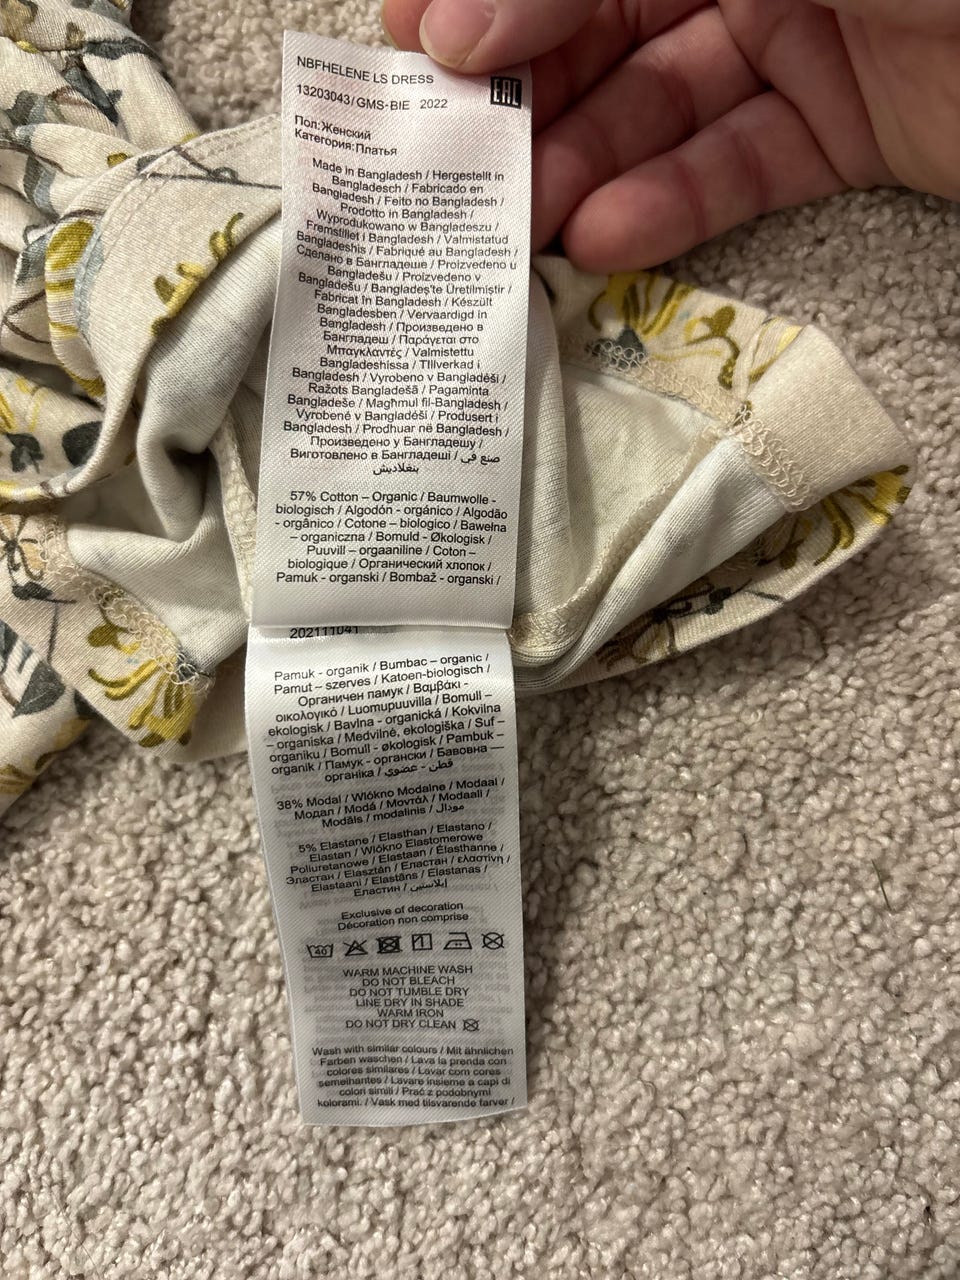 NBFHELENE LS DRESS
13203043/GMS-BIE 2022
EAC
Пол:Женский
Категория:Платья
Made in Bangladesh / Hergestellt in
Bangladesch / Fabricado en
Bangladesh / Feito no Bangladesh /
Prodotto in Bangladesh /
Wyprodukowano w Bangladeszu /
Fremstillet i Bangladesh / Valmistatud
Bangladeshis / Fabriqué au Bangladesh /
Сделано в Бангладеше / Proizvedeno u
Bangladešu / Proizvedeno v
Bangladešu / Bangladeş'te Üretilmiştir /
Fabricat în Bangladesh / Készült
Bangladesben / Vervaardigd in
Bangladesh / Произведено в
Бангладеш / Παράγεται στο
Μπαγκλαντές / Valmistettu
Bangladeshissa / Tillverkad i
Bangladesh / Vyrobeno v Bangladéši /
Ražots Bangladešā / Pagaminta
Bangladeše / Magħmul fil-Bangladesh /
Vyrobené v Bangladéši / Produsert i
Bangladesh / Prodhuar në Bangladesh /
Произведено у Бангладешу /
Виготовлено в Бангладеші / صنع في
بنغلاديش
57% Cotton – Organic / Baumwolle -
biologisch / Algodón - orgánico / Algodão
- orgânico / Cotone – biologico / Bawełna
– organiczna / Bomuld - Økologisk /
Puuvill – orgaaniline / Coton –
biologique / Органический хлопок /
Pamuk - organski / Bombaž - organski /
202111041
Pamuk - organik / Bumbac – organic /
Pamut – szerves / Katoen-biologisch /
Органичен памук / Βαμβάκι -
οικολογικό / Luomupuuvilla / Bomull –
ekologisk / Bavlna - organická / Kokvilna
– organiska / Medvilnė, ekologiška / Suf –
organiku / Bomull - økologisk / Pambuk –
organik / Памук - органски / Бавовна —
органіка / قطن - عضوي
38% Modal / Włókno Modalne / Modaal /
Модал / Modá / Μοντάλ / Modaali /
Modāls / modalinis / مودال
5% Elastane / Elasthan / Elastano /
Elastan / Włókno Elastomerowe
Poliuretanowe / Elastaan / Élasthanne /
Эластан / Elasztán / Еластан / ελαστίνη /
Elastaani / Elastāns / Elastanas /
Еластин / إيلاستين
Exclusive of decoration
Décoration non comprise
40
WARM MACHINE WASH
DO NOT BLEACH
DO NOT TUMBLE DRY
LINE DRY IN SHADE
WARM IRON
DO NOT DRY CLEAN
Wash with similar colours / Mit ähnlichen
Farben waschen / Lava la prenda con
colores similares / Lavar com cores
semelhantes / Lavare insieme a capi di
colori simili / Prać z podobnymi
kolorami. / Vask med tilsvarende farver /